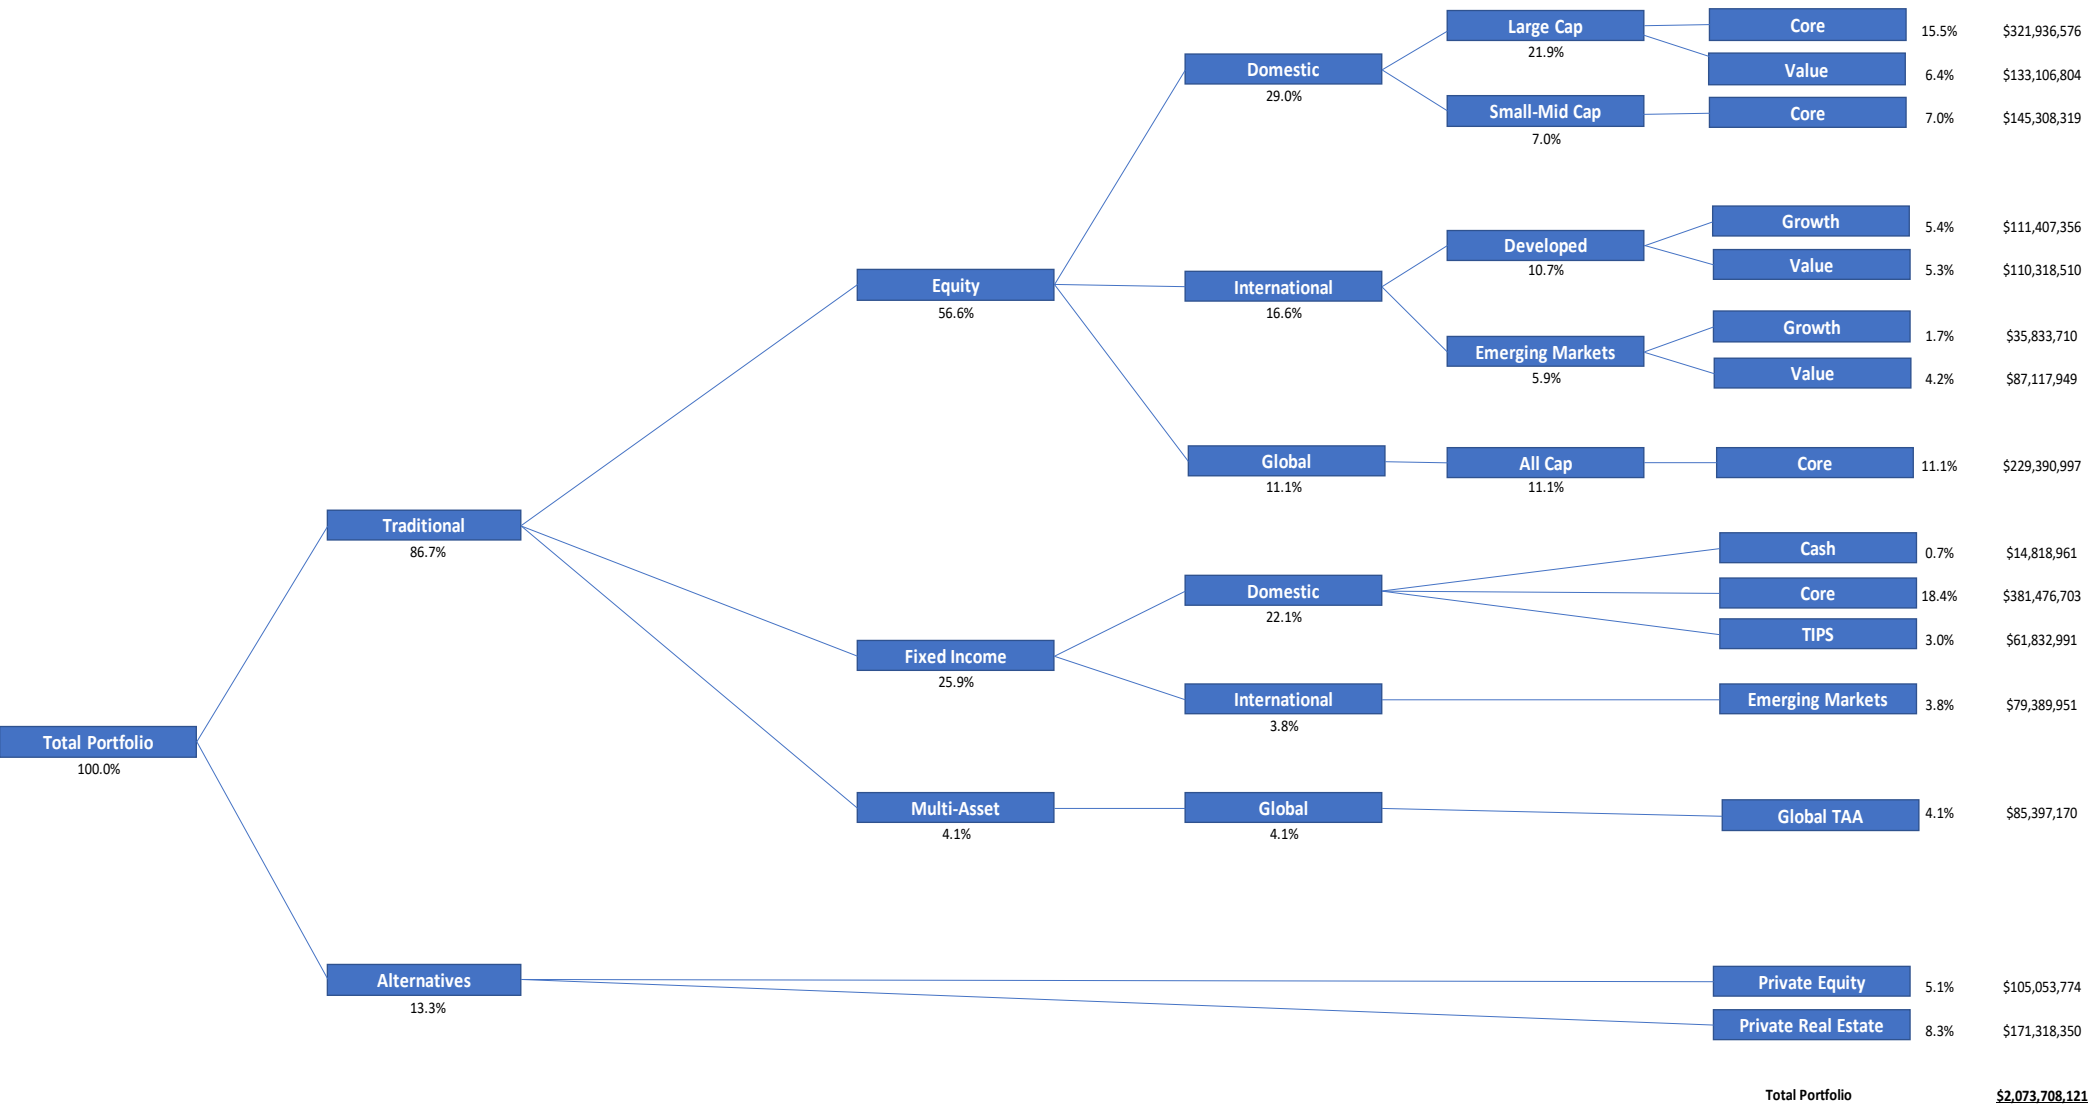 Large Cap
Core
15.5%
$321,936,576
21.9%
Domestic
Value
6.4%
$133,106,804
29.0%
Small-Mid Cap
Core
7.0%
$145,308,319
7.0%
Growth
5.4%
$111,407,356
Developed
10.7%
Value
5.3%
$110,318,510
Equity
International
56.6%
16.6%
Growth
1.7%
$35,833,710
Emerging Markets
5.9%
Value
4.2%
$87,117,949
Global
All Cap
Core
11.1%
$229,390,997
11.1%
11.1%
Traditional
86.7%
Cash
0.7%
$14,818,961
Domestic
Core
18.4%
$381,476,703
22.1%
TIPS
3.0%
$61,832,991
Fixed Income
25.9%
International
Emerging Markets
3.8%
$79,389,951
3.8%
Total Portfolio
100.0%
Multi-Asset
Global
Global TAA
4.1%
$85,397,170
4.1%
4.1%
Alternatives
13.3%
Private Equity
5.1%
$105,053,774
Private Real Estate
8.3%
$171,318,350
Total Portfolio
$2,073,708,121